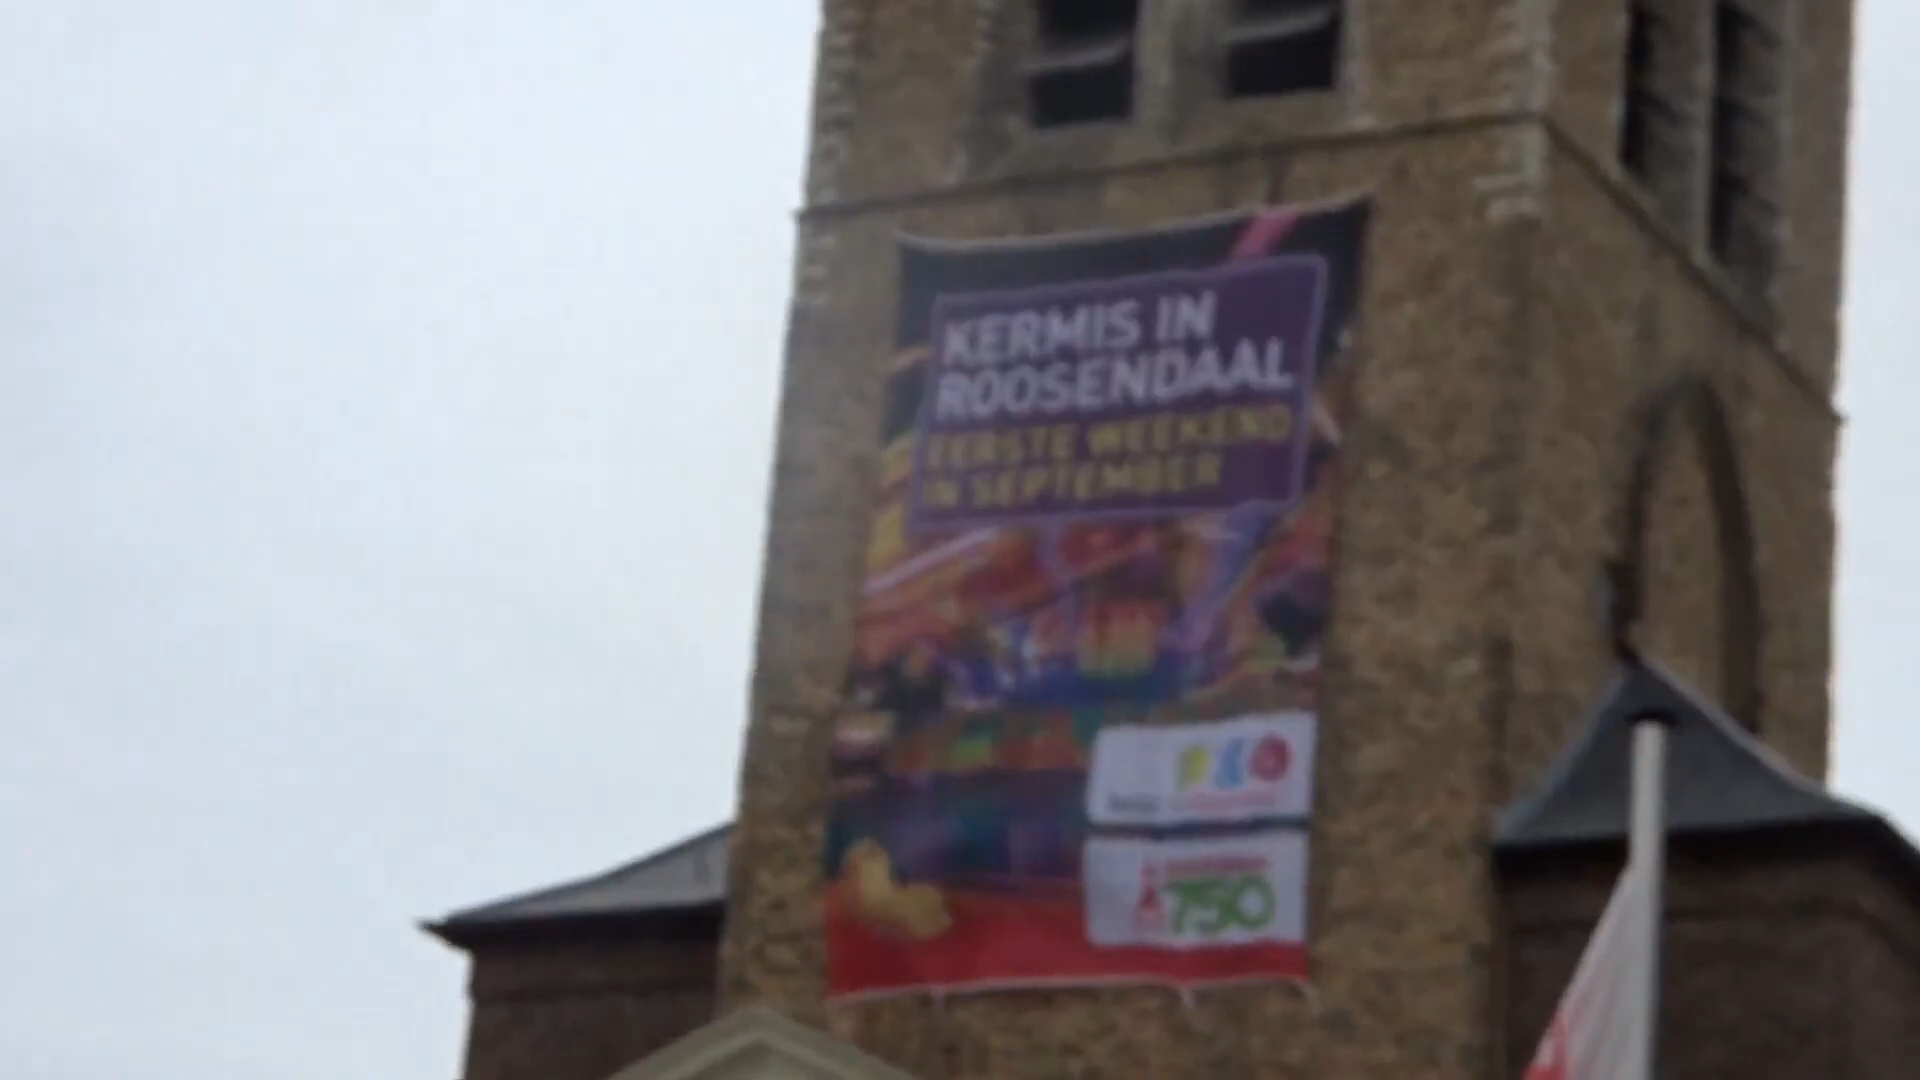 KERMIS IN
ROOSENDAAL
EERSTE WEEKEND
IN SEPTEMBER
750